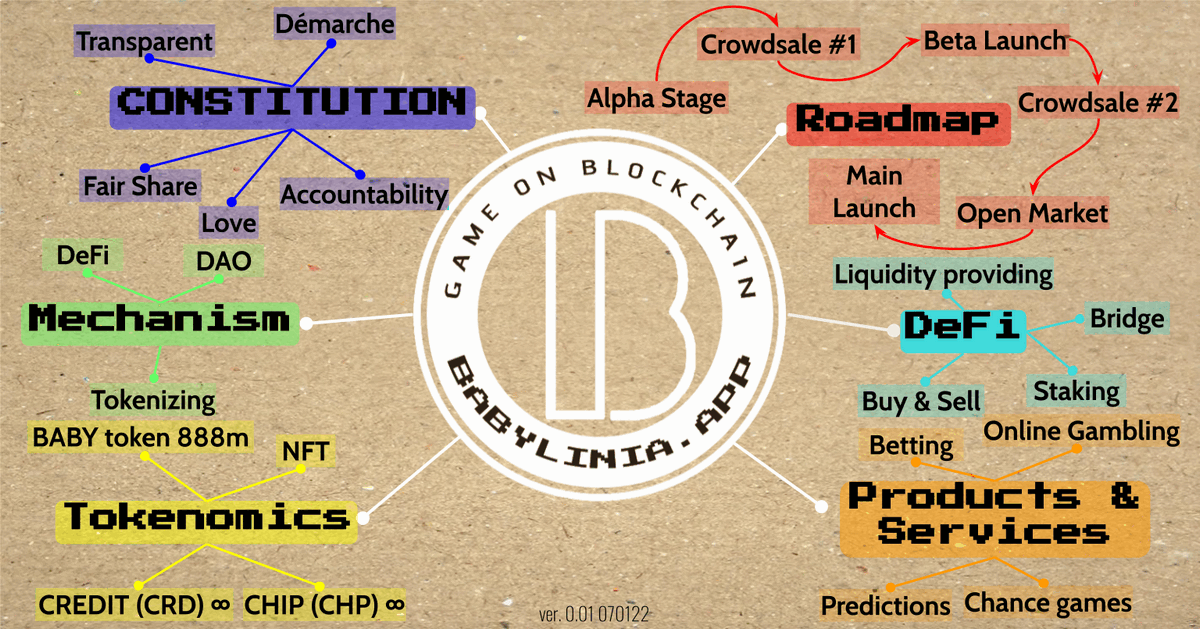 Transparent
Démarche
CONSTITUTION
Fair Share
Love
Accountability
Alpha Stage
Crowdsale #1
Beta Launch
Crowdsale #2
Roadmap
Open Market
Main
Launch
GAME ON BLOCKCHAIN
BABYLINIA.APP
DeFi
DAO
Mechanism
Tokenizing
Liquidity providing
DeFi
Bridge
Buy & Sell
Staking
BABY token 888m
NFT
Tokenomics
CREDIT (CRD) ∞
CHIP (CHP) ∞
Betting
Online Gambling
Products &
Services
Predictions
Chance games
ver. 0.01 070122